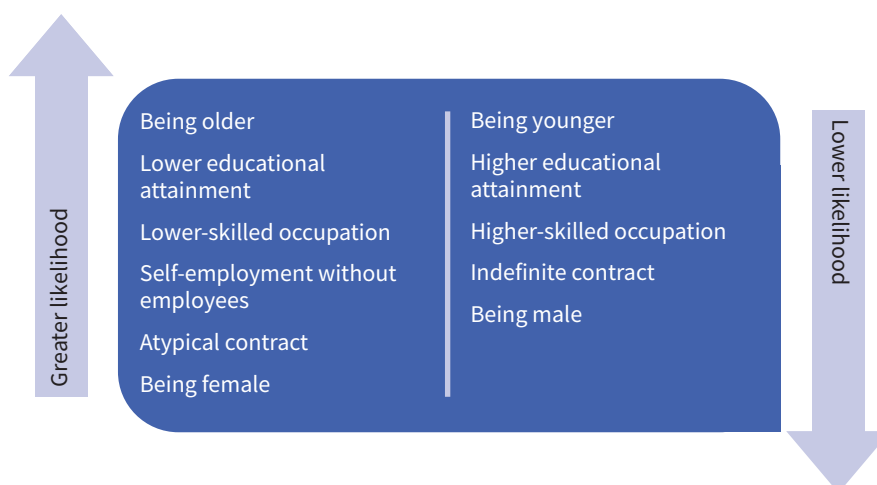 Greater likelihood
Being older
Lower educational
attainment
Lower-skilled occupation
Self-employment without
employees
Atypical contract
Being female
Being younger
Higher educational
attainment
Higher-skilled occupation
Indefinite contract
Being male
Lower likelihood